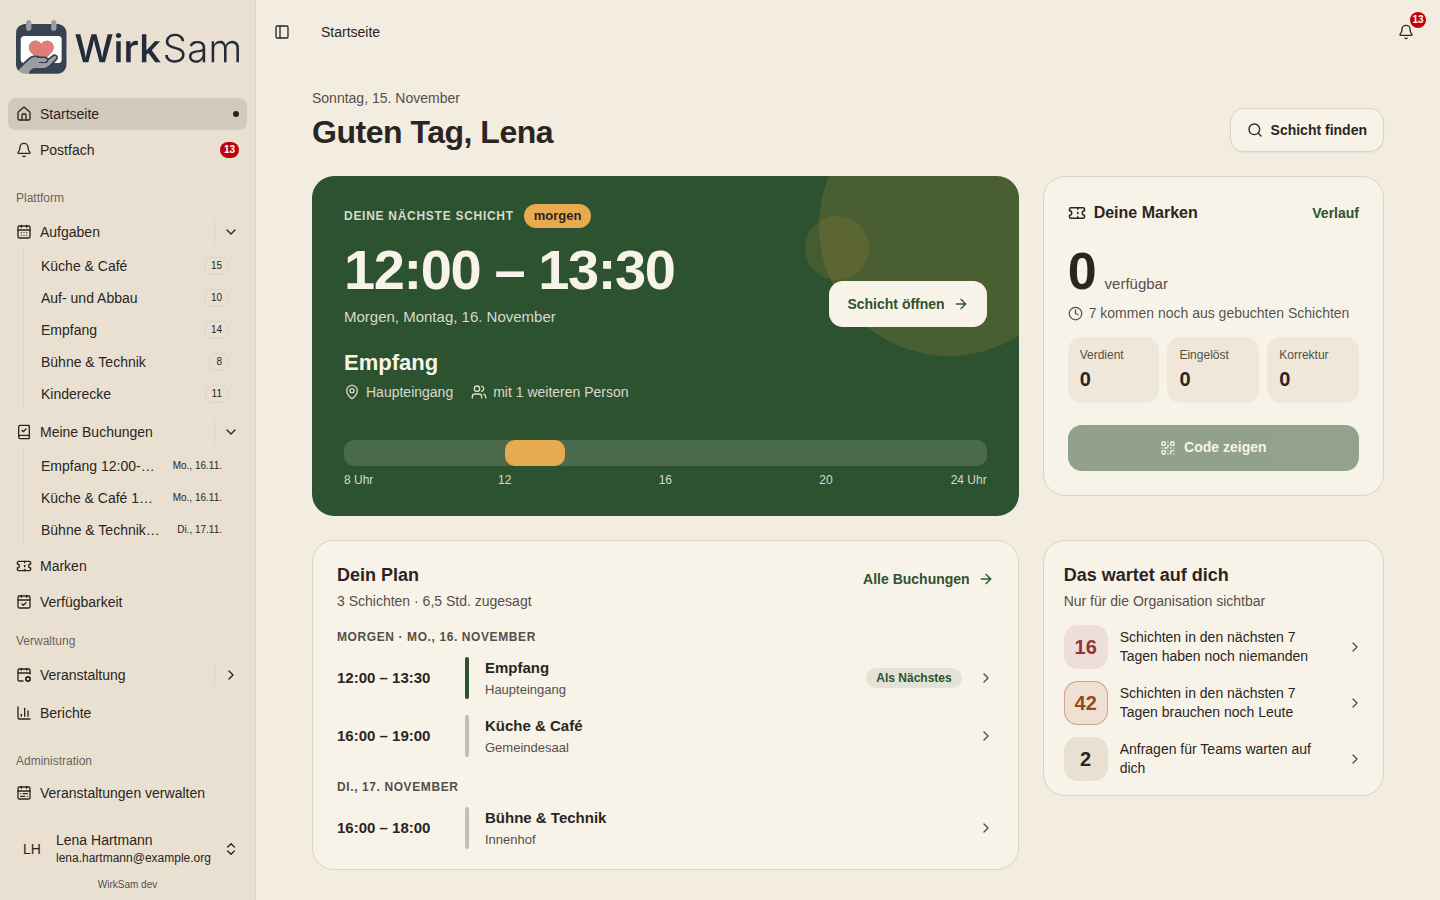 WirkSam
Startseite
Postfach 13
Plattform
Aufgaben
Küche & Café 15
Auf- und Abbau 10
Empfang 14
Bühne & Technik 8
Kinderecke 11
Meine Buchungen
Empfang 12:00-… Mo., 16.11.
Küche & Café 1… Mo., 16.11.
Bühne & Technik… Di., 17.11.
Marken
Verfügbarkeit
Verwaltung
Veranstaltung
Berichte
Administration
Veranstaltungen verwalten
LH
Lena Hartmann
lena.hartmann@example.org
WirkSam dev
Startseite
13
Sonntag, 15. November
Guten Tag, Lena
Schicht finden
DEINE NÄCHSTE SCHICHT morgen
12:00 – 13:30
Morgen, Montag, 16. November
Schicht öffnen
Empfang
Haupteingang mit 1 weiteren Person
8 Uhr 12 16 20 24 Uhr
Deine Marken Verlauf
0 verfügbar
7 kommen noch aus gebuchten Schichten
Verdient Eingelöst Korrektur
0 0 0
Code zeigen
Dein Plan
Alle Buchungen
3 Schichten · 6,5 Std. zugesagt
MORGEN · MO., 16. NOVEMBER
12:00 – 13:30 Empfang
Haupteingang
Als Nächstes
16:00 – 19:00 Küche & Café
Gemeindesaal
DI., 17. NOVEMBER
16:00 – 18:00 Bühne & Technik
Innenhof
Das wartet auf dich
Nur für die Organisation sichtbar
16 Schichten in den nächsten 7
Tagen haben noch niemanden
42 Schichten in den nächsten 7
Tagen brauchen noch Leute
2 Anfragen für Teams warten auf
dich